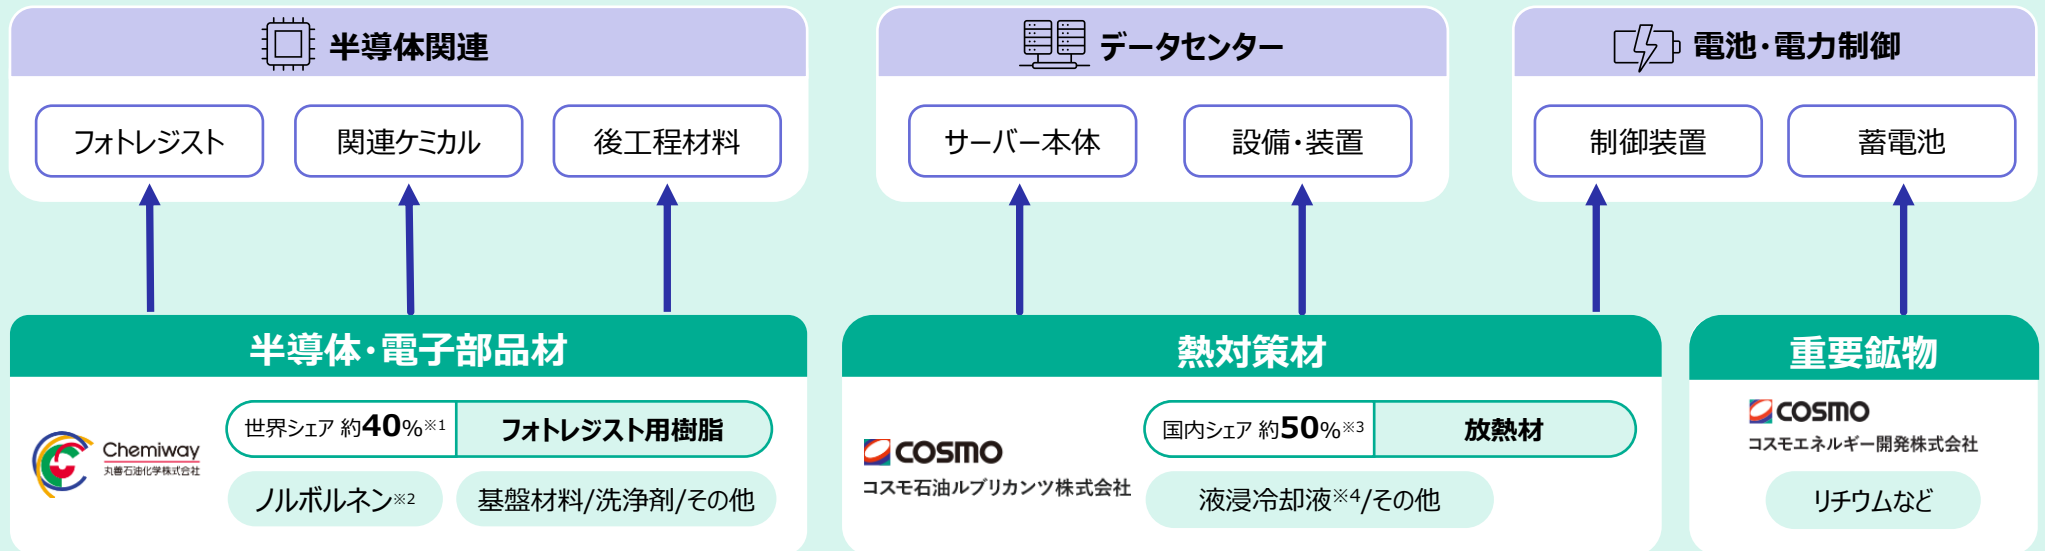 半導体関連
フォトレジスト
関連ケミカル
後工程材料
データセンター
サーバー本体
設備・装置
電池・電力制御
制御装置
蓄電池
半導体・電子部品材
Chemiway
丸善石油化学株式会社
世界シェア 約40%※1
フォトレジスト用樹脂
ノルボルネン※2
基盤材料/洗浄剤/その他
熱対策材
COSMO
コスモ石油ルブリカンツ株式会社
国内シェア 約50%※3
放熱材
液浸冷却液※4/その他
重要鉱物
COSMO
コスモエネルギー開発株式会社
リチウムなど